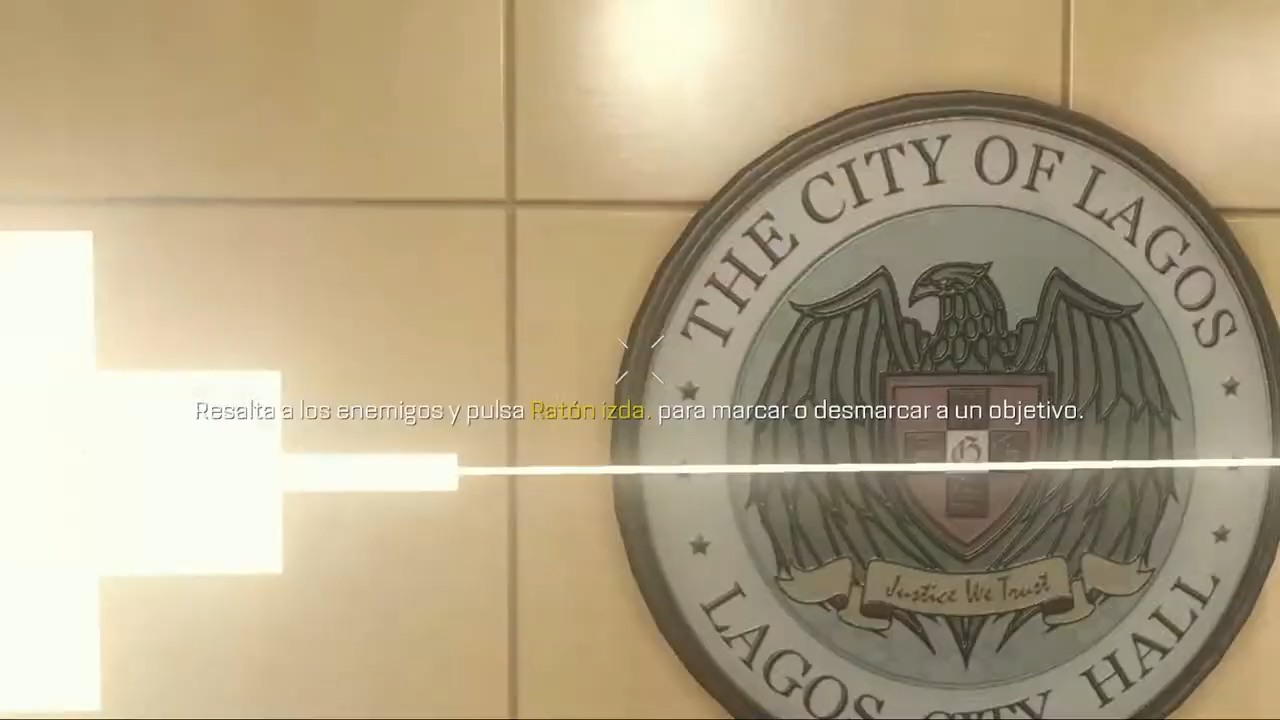 THE CITY OF LAGOS
Resalta a los enemigos y pulsa Ratón izda. para marcar o desmarcar a un objetivo.
13
Justice We Trust
LAGOS CITY HALL